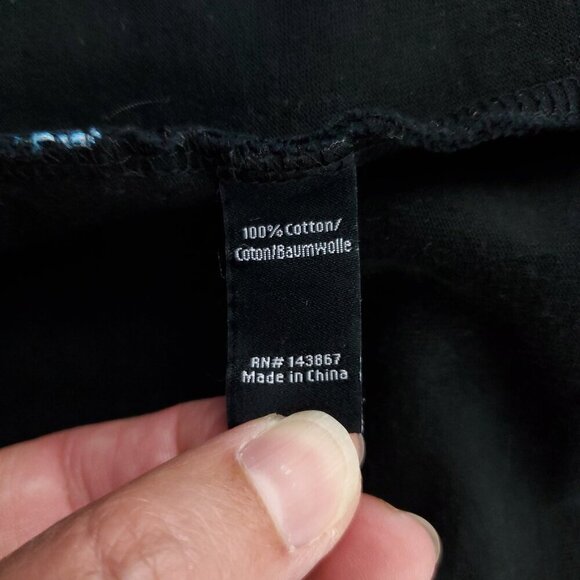 100% Cotton/
Coton/Baumwolle
RN# 143867
Made in China